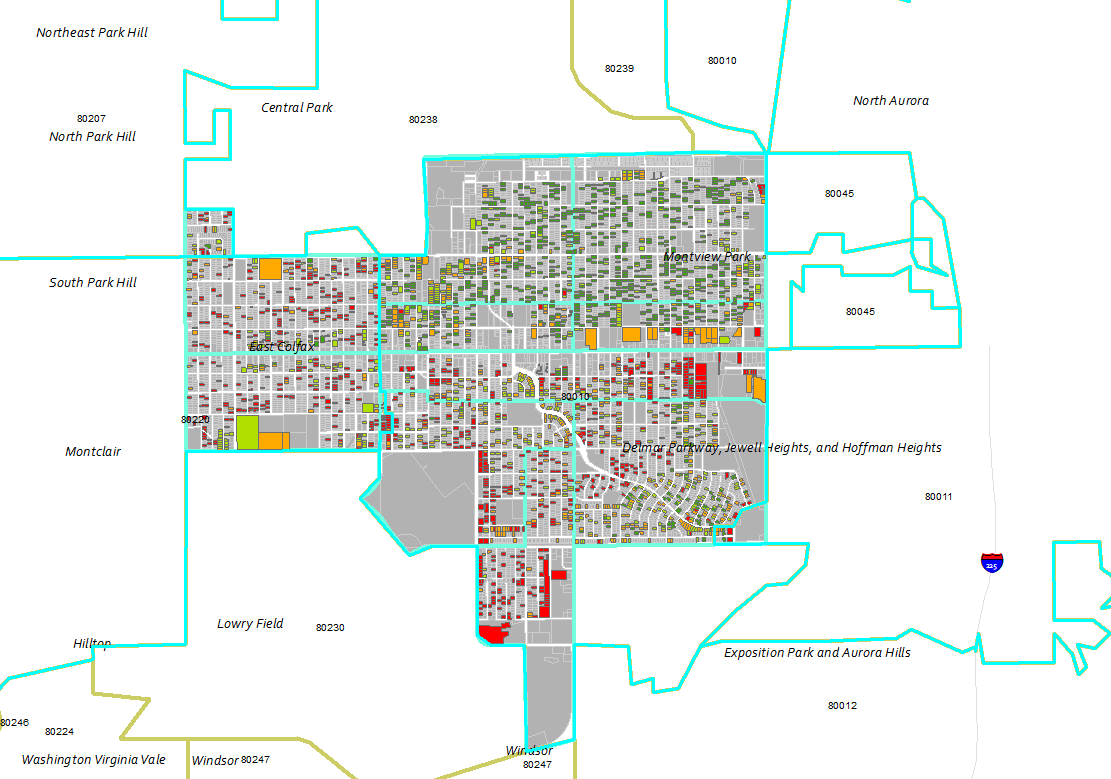 Northeast Park Hill
80239
80010
Central Park
North Aurora
80207
80238
North Park Hill
80045
Montview Park
South Park Hill
80045
East Colfax
80010
80220
Montclair
Delmar Parkway, Jewell Heights, and Hoffman Heights
80011
225
Lowry Field
80230
Hilltop
Exposition Park and Aurora Hills
80012
80246
80224
Washington Virginia Vale
Windsor 80247
Windsor
80247